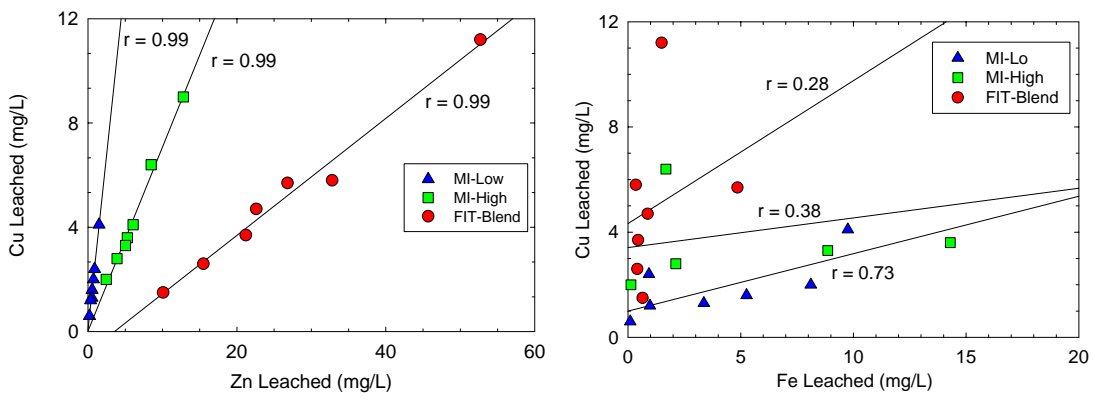 12
8
4
0
Cu Leached (mg/L)
r = 0.99
r = 0.99
r = 0.99
MI-Low
MI-High
FIT-Blend
0
20
40
60
Zn Leached (mg/L)
12
8
4
0
Cu Leached (mg/L)
r = 0.28
r = 0.38
r = 0.73
MI-Lo
MI-High
FIT-Blend
0
5
10
15
20
Fe Leached (mg/L)